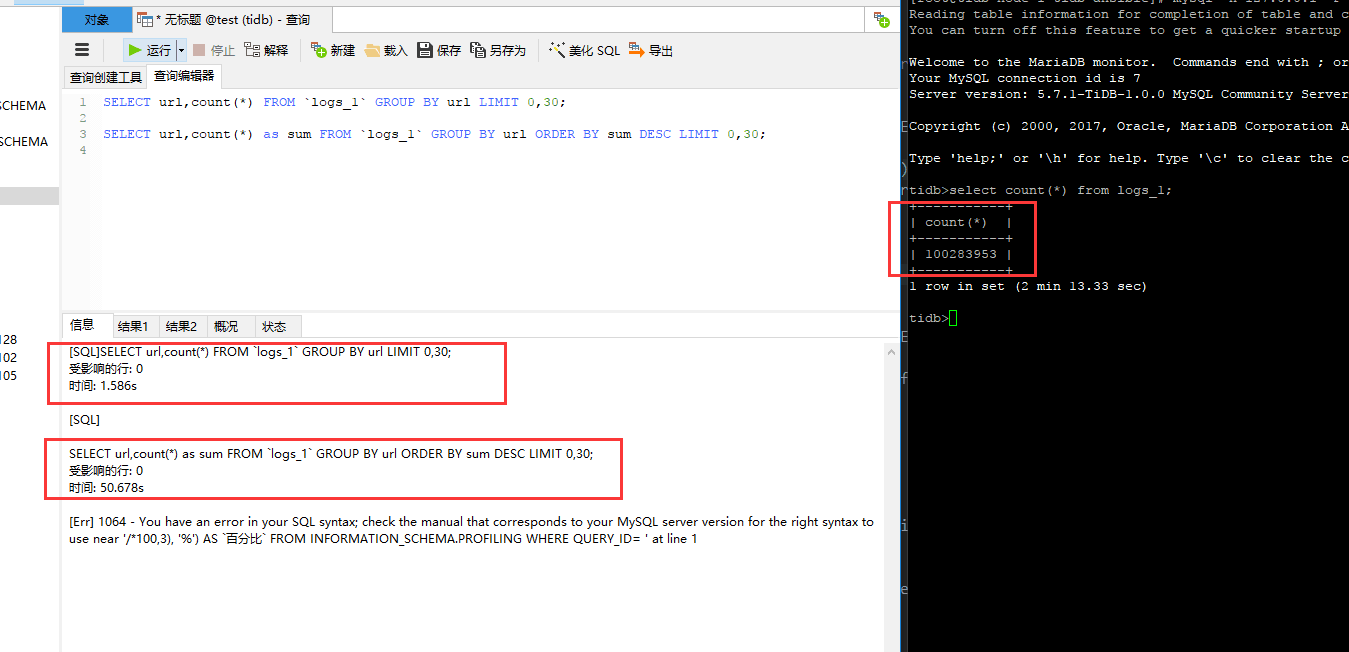 SCHEMA
SCHEMA
128
102
105
对象
* 无标题 @test (tidb) - 查询
运行
停止
解释
新建
载入
保存
另存为
美化 SQL
导出
查询创建工具
查询编辑器
1 SELECT url,count(*) FROM `logs_1` GROUP BY url LIMIT 0,30;
2
3 SELECT url,count(*) as sum FROM `logs_1` GROUP BY url ORDER BY sum DESC LIMIT 0,30;
4
信息
结果1
结果2
概况
状态
[SQL]SELECT url,count(*) FROM `logs_1` GROUP BY url LIMIT 0,30;
受影响的行: 0
时间: 1.586s
[SQL]
SELECT url,count(*) as sum FROM `logs_1` GROUP BY url ORDER BY sum DESC LIMIT 0,30;
受影响的行: 0
时间: 50.678s
[Err] 1064 - You have an error in your SQL syntax; check the manual that corresponds to your MySQL server version for the right syntax to
use near '/*100,3), '%') AS `百分比` FROM INFORMATION_SCHEMA.PROFILING WHERE QUERY_ID= ' at line 1
Reading table information for completion of table and c
You can turn off this feature to get a quicker startup
Welcome to the MariaDB monitor.  Commands end with ; or
Your MySQL connection id is 7
Server version: 5.7.1-TiDB-1.0.0 MySQL Community Server
Copyright (c) 2000, 2017, Oracle, MariaDB Corporation A
Type 'help;' or '\h' for help. Type '\c' to clear the c
tidb>select count(*) from logs_1;
+-----------+
| count(*)  |
+-----------+
| 100283953 |
+-----------+
1 row in set (2 min 13.33 sec)
tidb>